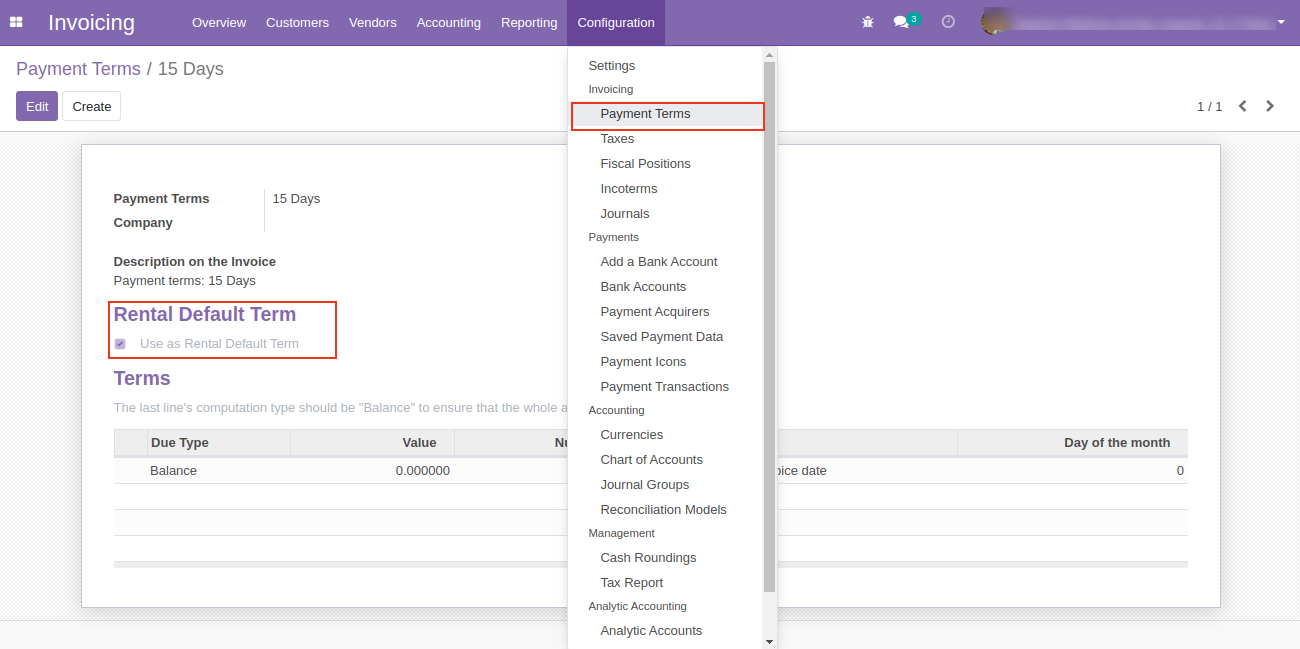 Invoicing Overview Customers Vendors Accounting Reporting Configuration 3
Payment Terms / 15 Days
Edit Create
1 / 1
Settings
Invoicing
Payment Terms
Taxes
Fiscal Positions
Incoterms
Journals
Payments
Add a Bank Account
Bank Accounts
Payment Acquirers
Saved Payment Data
Payment Icons
Payment Transactions
Accounting
Currencies
Chart of Accounts
Journal Groups
Reconciliation Models
Management
Cash Roundings
Tax Report
Analytic Accounting
Analytic Accounts
Payment Terms 15 Days
Company
Description on the Invoice
Payment terms: 15 Days
Rental Default Term
Use as Rental Default Term
Terms
The last line's computation type should be "Balance" to ensure that the whole
Due Type Value Day of the month
Balance 0.000000 date 0